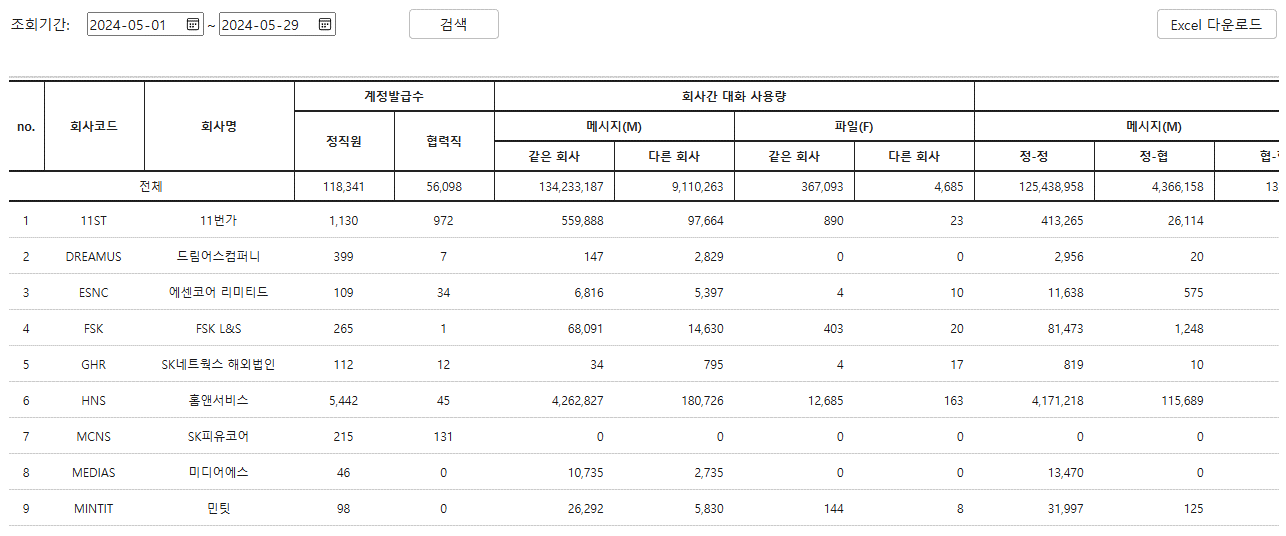 조회기간: 2024-05-01 ~ 2024-05-29 검색 Excel 다운로드
계정발급수 회사간 대화 사용량
no. 회사코드 회사명 정직원 협력직 메시지(M) 파일(F) 메시지(M)
같은 회사 다른 회사 같은 회사 다른 회사 정-정 정-협 협-
전체 118,341 56,098 134,233,187 9,110,263 367,093 4,685 125,438,958 4,366,158 13
1 11ST 11번가 1,130 972 559,888 97,664 890 23 413,265 26,114
2 DREAMUS 드림어스컴퍼니 399 7 147 2,829 0 0 2,956 20
3 ESNC 에센코어 리미티드 109 34 6,816 5,397 4 10 11,638 575
4 FSK FSK L&S 265 1 68,091 14,630 403 20 81,473 1,248
5 GHR SK네트웍스 해외법인 112 12 34 795 4 17 819 10
6 HNS 홈앤서비스 5,442 45 4,262,827 180,726 12,685 163 4,171,218 115,689
7 MCNS SK피유코어 215 131 0 0 0 0 0 0
8 MEDIAS 미디어에스 46 0 10,735 2,735 0 0 13,470 0
9 MINTIT 민팃 98 0 26,292 5,830 144 8 31,997 125